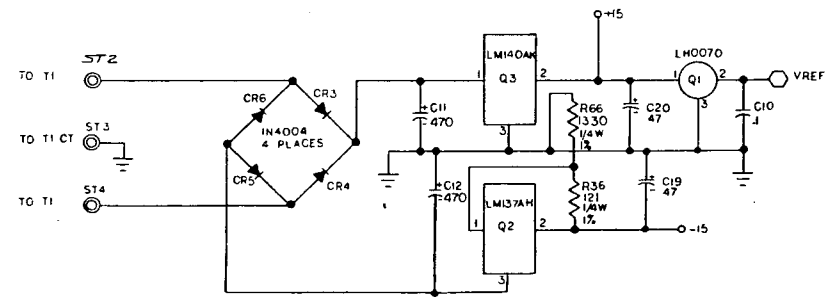 ST2
TO T1
ST3
TO T1 CT
ST4
TO T1
CR6
CR3
1N4004
4 PLACES
CR5
CR4
+
C11
470
+
C12
470
LM140AK
1
Q3
2
3
+15
R66
1330
1/4W
1%
+
C20
47
LH0070
1
Q1
2
3
VREF
C10
.1
LM137AH
1
Q2
2
3
R36
121
1/4W
1%
+
C19
47
-15